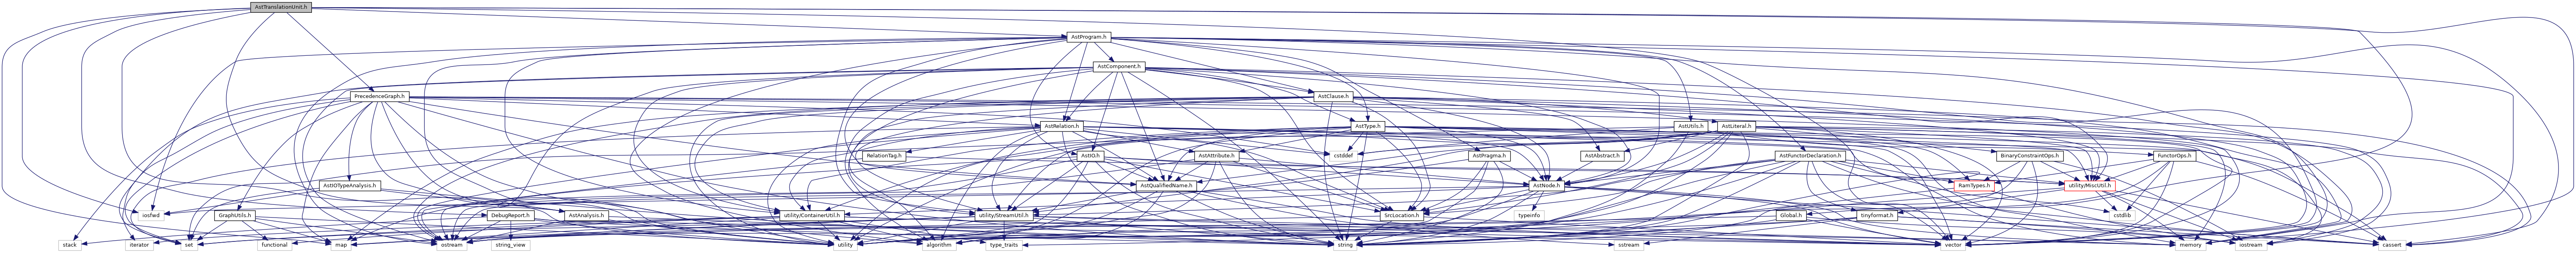 AstTranslationUnit.h
AstProgram.h
AstComponent.h
PrecedenceGraph.h
AstClause.h
AstRelation.h
AstType.h
AstUtils.h
AstLiteral.h
RelationTag.h
AstIO.h
AstAttribute.h
cstddef
AstPragma.h
AstAbstract.h
AstFunctorDeclaration.h
BinaryConstraintOps.h
FunctorOps.h
AstIOTypeAnalysis.h
AstQualifiedName.h
AstNode.h
RamTypes.h
utility/MiscUtil.h
iosfwd
GraphUtils.h
DebugReport.h
AstAnalysis.h
utility/ContainerUtil.h
utility/StreamUtil.h
SrcLocation.h
typeinfo
Global.h
tinyformat.h
cstdlib
stack
iterator
set
functional
map
ostream
string_view
utility
algorithm
type_traits
string
sstream
vector
memory
iostream
cassert